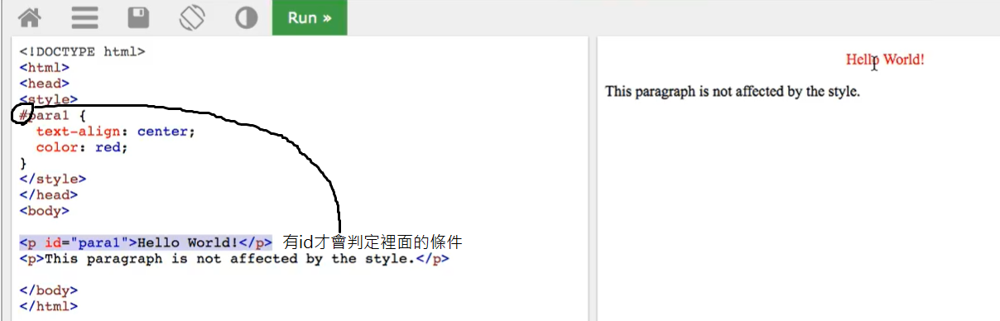 Run »
<!DOCTYPE html>
<html>
<head>
<style>
#para1 {
  text-align: center;
  color: red;
}
</style>
</head>
<body>
<p id="para1">Hello World!</p> 有id才會判定裡面的條件
<p>This paragraph is not affected by the style.</p>
</body>
</html>
Hello World!
This paragraph is not affected by the style.